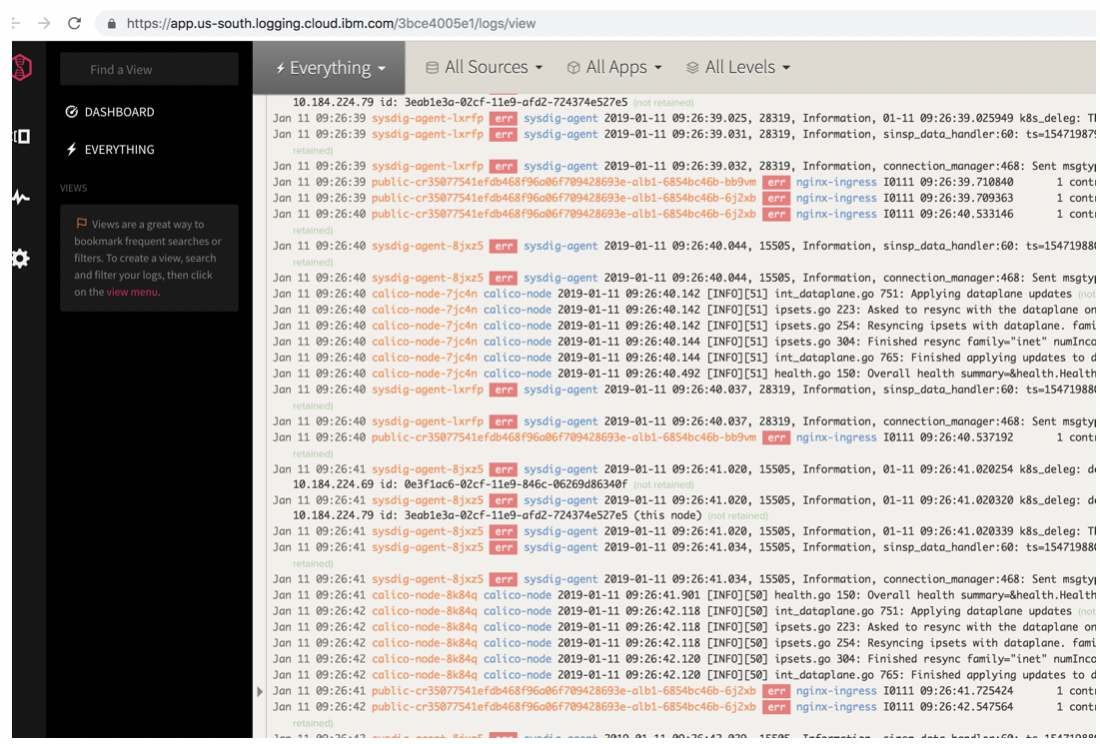 https://app.us-south.logging.cloud.ibm.com/3bce4005e1/logs/view
Find a View
Everything
All Sources
All Apps
All Levels
DASHBOARD
EVERYTHING
VIEWS
Views are a great way to
bookmark frequent searches or
filters. To create a view, search
and filter your logs, then click
on the view menu.
10.184.224.79 id: 3eab1e3a-02cf-11e9-afd2-724374e527e5 (not retained)
Jan 11 09:26:39 sysdig-agent-lxrfp err sysdig-agent 2019-01-11 09:26:39.025, 28319, Information, 01-11 09:26:39.025949 k8s_deleg:
Jan 11 09:26:39 sysdig-agent-lxrfp err sysdig-agent 2019-01-11 09:26:39.031, 28319, Information, sinsp_data_handler:60: ts=154719879
retained)
Jan 11 09:26:39 sysdig-agent-lxrfp err sysdig-agent 2019-01-11 09:26:39.032, 28319, Information, connection_manager:468: Sent msgtyp
Jan 11 09:26:39 public-cr35077541efdb468f96a06f709428693e-alb1-6854bc46b-bb9vm err nginx-ingress I0111 09:26:39.710840 1 contr
Jan 11 09:26:39 public-cr35077541efdb468f96a06f709428693e-alb1-6854bc46b-6j2xb err nginx-ingress I0111 09:26:39.709363 1 contr
Jan 11 09:26:40 public-cr35077541efdb468f96a06f709428693e-alb1-6854bc46b-6j2xb err nginx-ingress I0111 09:26:40.533146 1 contr
retained)
Jan 11 09:26:40 sysdig-agent-8jxz5 err sysdig-agent 2019-01-11 09:26:40.044, 15505, Information, sinsp_data_handler:60: ts=15471988
retained)
Jan 11 09:26:40 sysdig-agent-8jxz5 err sysdig-agent 2019-01-11 09:26:40.044, 15505, Information, connection_manager:468: Sent msgtyp
Jan 11 09:26:40 calico-node-7jc4n calico-node 2019-01-11 09:26:40.142 [INFO][51] int_dataplane.go 751: Applying dataplane updates (not
Jan 11 09:26:40 calico-node-7jc4n calico-node 2019-01-11 09:26:40.142 [INFO][51] ipsets.go 223: Asked to resync with the dataplane on
Jan 11 09:26:40 calico-node-7jc4n calico-node 2019-01-11 09:26:40.142 [INFO][51] ipsets.go 254: Resyncing ipsets with dataplane. fami
Jan 11 09:26:40 calico-node-7jc4n calico-node 2019-01-11 09:26:40.144 [INFO][51] ipsets.go 304: Finished resync family="inet" numInco
Jan 11 09:26:40 calico-node-7jc4n calico-node 2019-01-11 09:26:40.144 [INFO][51] int_dataplane.go 765: Finished applying updates to d
Jan 11 09:26:40 calico-node-7jc4n calico-node 2019-01-11 09:26:40.492 [INFO][51] health.go 150: Overall health summary=&health.Health
Jan 11 09:26:40 sysdig-agent-lxrfp err sysdig-agent 2019-01-11 09:26:40.037, 28319, Information, sinsp_data_handler:60: ts=15471988
retained)
Jan 11 09:26:40 sysdig-agent-lxrfp err sysdig-agent 2019-01-11 09:26:40.037, 28319, Information, connection_manager:468: Sent msgtyp
Jan 11 09:26:40 public-cr35077541efdb468f96a06f709428693e-alb1-6854bc46b-bb9vm err nginx-ingress I0111 09:26:40.537192 1 contr
retained)
Jan 11 09:26:41 sysdig-agent-8jxz5 err sysdig-agent 2019-01-11 09:26:41.020, 15505, Information, 01-11 09:26:41.020254 k8s_deleg: de
10.184.224.69 id: 0e3f1ac6-02cf-11e9-846c-06269d86340f (not retained)
Jan 11 09:26:41 sysdig-agent-8jxz5 err sysdig-agent 2019-01-11 09:26:41.020, 15505, Information, 01-11 09:26:41.020320 k8s_deleg: de
10.184.224.79 id: 3eab1e3a-02cf-11e9-afd2-724374e527e5 (this node) (not retained)
Jan 11 09:26:41 sysdig-agent-8jxz5 err sysdig-agent 2019-01-11 09:26:41.020, 15505, Information, 01-11 09:26:41.020339 k8s_deleg:
Jan 11 09:26:41 sysdig-agent-8jxz5 err sysdig-agent 2019-01-11 09:26:41.034, 15505, Information, sinsp_data_handler:60: ts=15471988
retained)
Jan 11 09:26:41 sysdig-agent-8jxz5 err sysdig-agent 2019-01-11 09:26:41.034, 15505, Information, connection_manager:468: Sent msgtyp
Jan 11 09:26:41 calico-node-8k84q calico-node 2019-01-11 09:26:41.901 [INFO][50] health.go 150: Overall health summary=&health.Health
Jan 11 09:26:42 calico-node-8k84q calico-node 2019-01-11 09:26:42.118 [INFO][50] int_dataplane.go 751: Applying dataplane updates (not
Jan 11 09:26:42 calico-node-8k84q calico-node 2019-01-11 09:26:42.118 [INFO][50] ipsets.go 223: Asked to resync with the dataplane on
Jan 11 09:26:42 calico-node-8k84q calico-node 2019-01-11 09:26:42.118 [INFO][50] ipsets.go 254: Resyncing ipsets with dataplane. fami
Jan 11 09:26:42 calico-node-8k84q calico-node 2019-01-11 09:26:42.120 [INFO][50] ipsets.go 304: Finished resync family="inet" numInco
Jan 11 09:26:42 calico-node-8k84q calico-node 2019-01-11 09:26:42.120 [INFO][50] int_dataplane.go 765: Finished applying updates to d
Jan 11 09:26:41 public-cr35077541efdb468f96a06f709428693e-alb1-6854bc46b-6j2xb err nginx-ingress I0111 09:26:41.725424 1 contr
Jan 11 09:26:42 public-cr35077541efdb468f96a06f709428693e-alb1-6854bc46b-6j2xb err nginx-ingress I0111 09:26:42.547564 1 contr
retained)